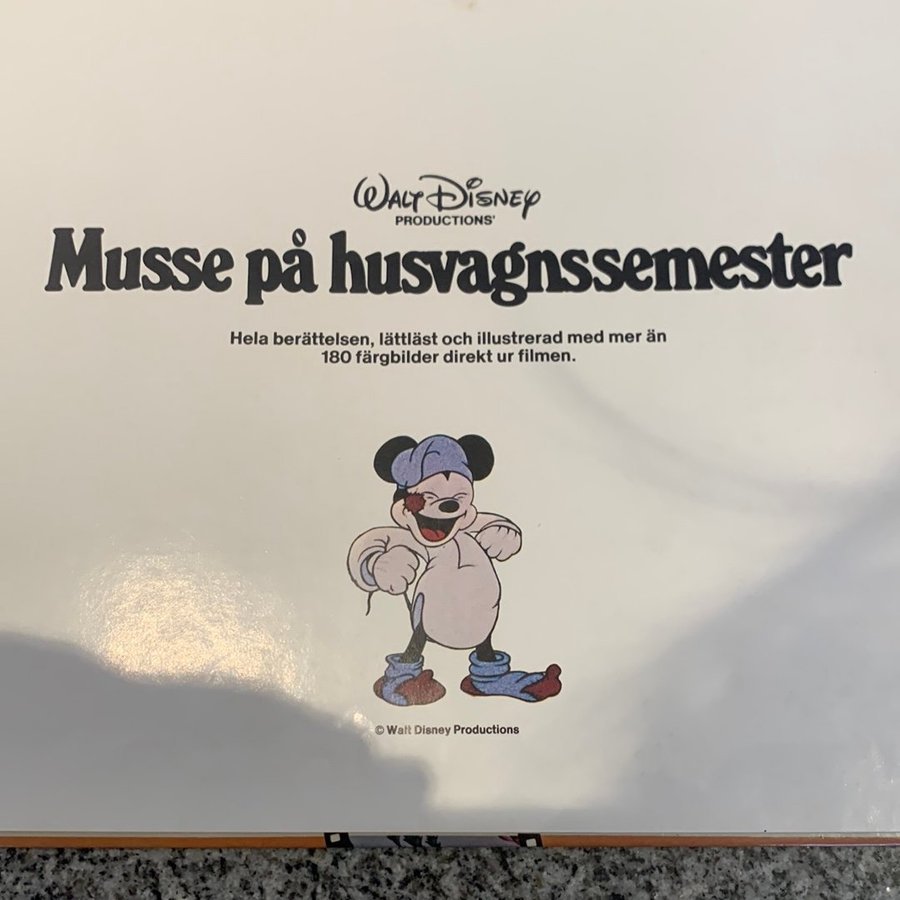 Walt Disney
PRODUCTIONS'
Musse på husvagnssemester
Hela berättelsen, lättläst och illustrerad med mer än
180 färgbilder direkt ur filmen.
© Walt Disney Productions